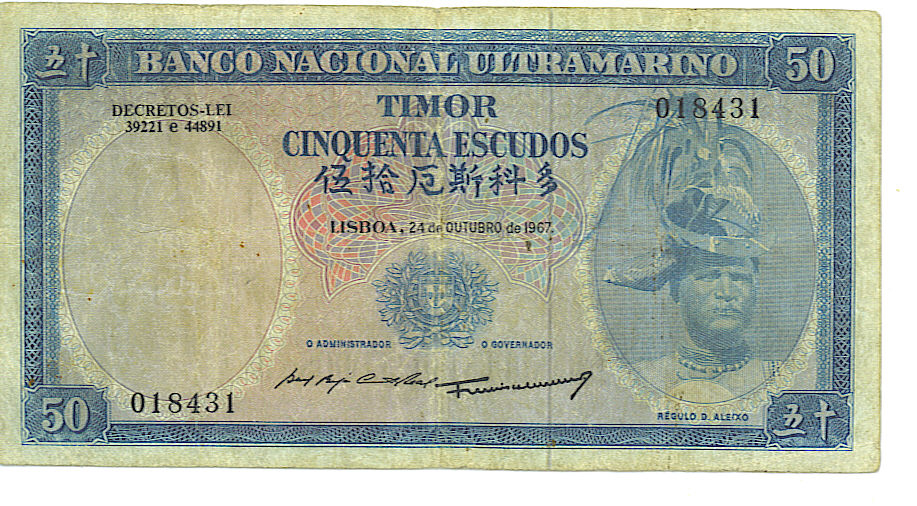 五十 BANCO NACIONAL ULTRAMARINO 50
DECRETOS-LEI
39221 e 44891
TIMOR
018431
CINQUENTA ESCUDOS
伍拾厄斯科多
LISBOA, 24 de OUTUBRO de 1967.
O ADMINISTRADOR O GOVERNADOR
50
018431
RÉGULO D. ALEIXO
五十